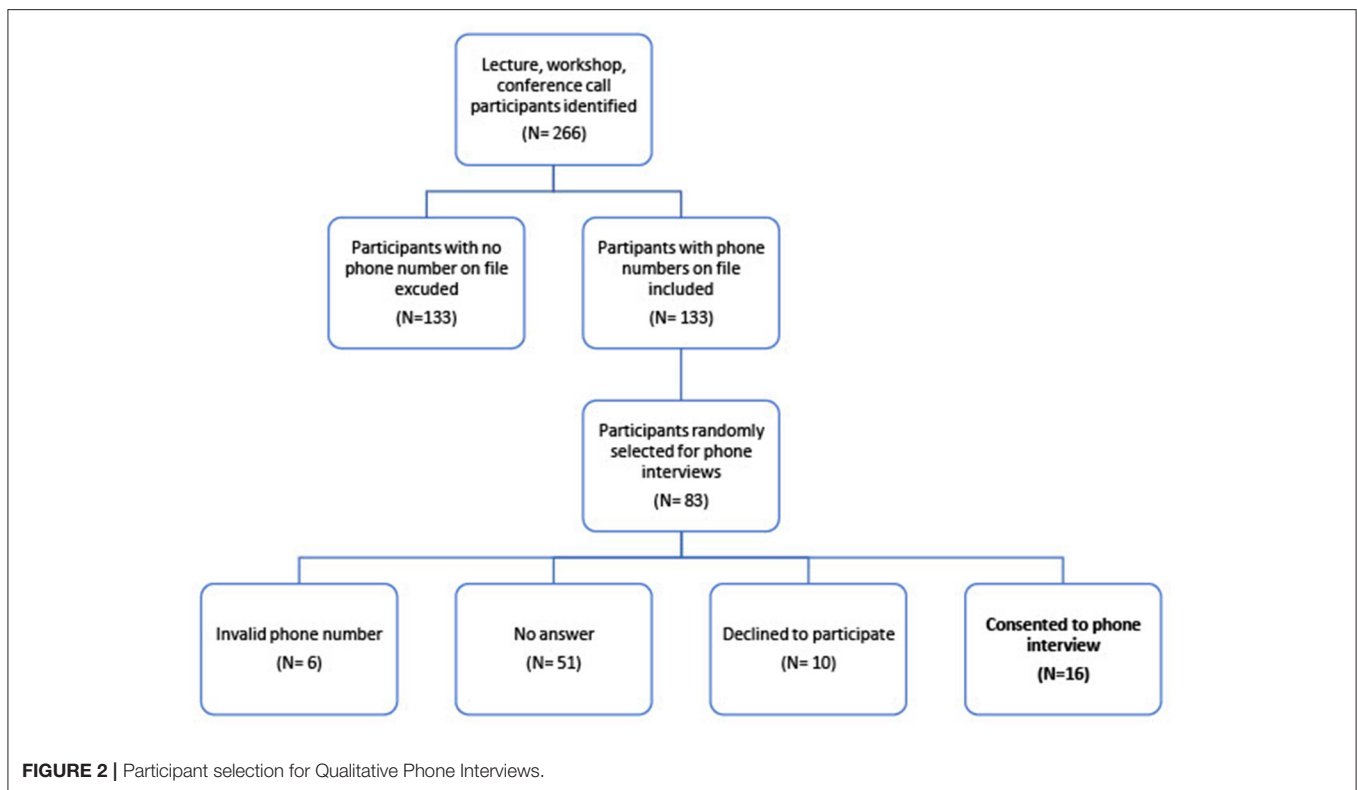 Lecture, workshop,
conference call
participants identified
(N= 266)
Participants with no
phone number on file
excuded
(N=133)
Partipants with phone
numbers on file
included
(N= 133)
Participants randomly
selected for phone
interviews
(N= 83)
Invalid phone number
(N= 6)
No answer
(N= 51)
Declined to participate
(N= 10)
Consented to phone
interview
(N=16)
FIGURE 2 | Participant selection for Qualitative Phone Interviews.